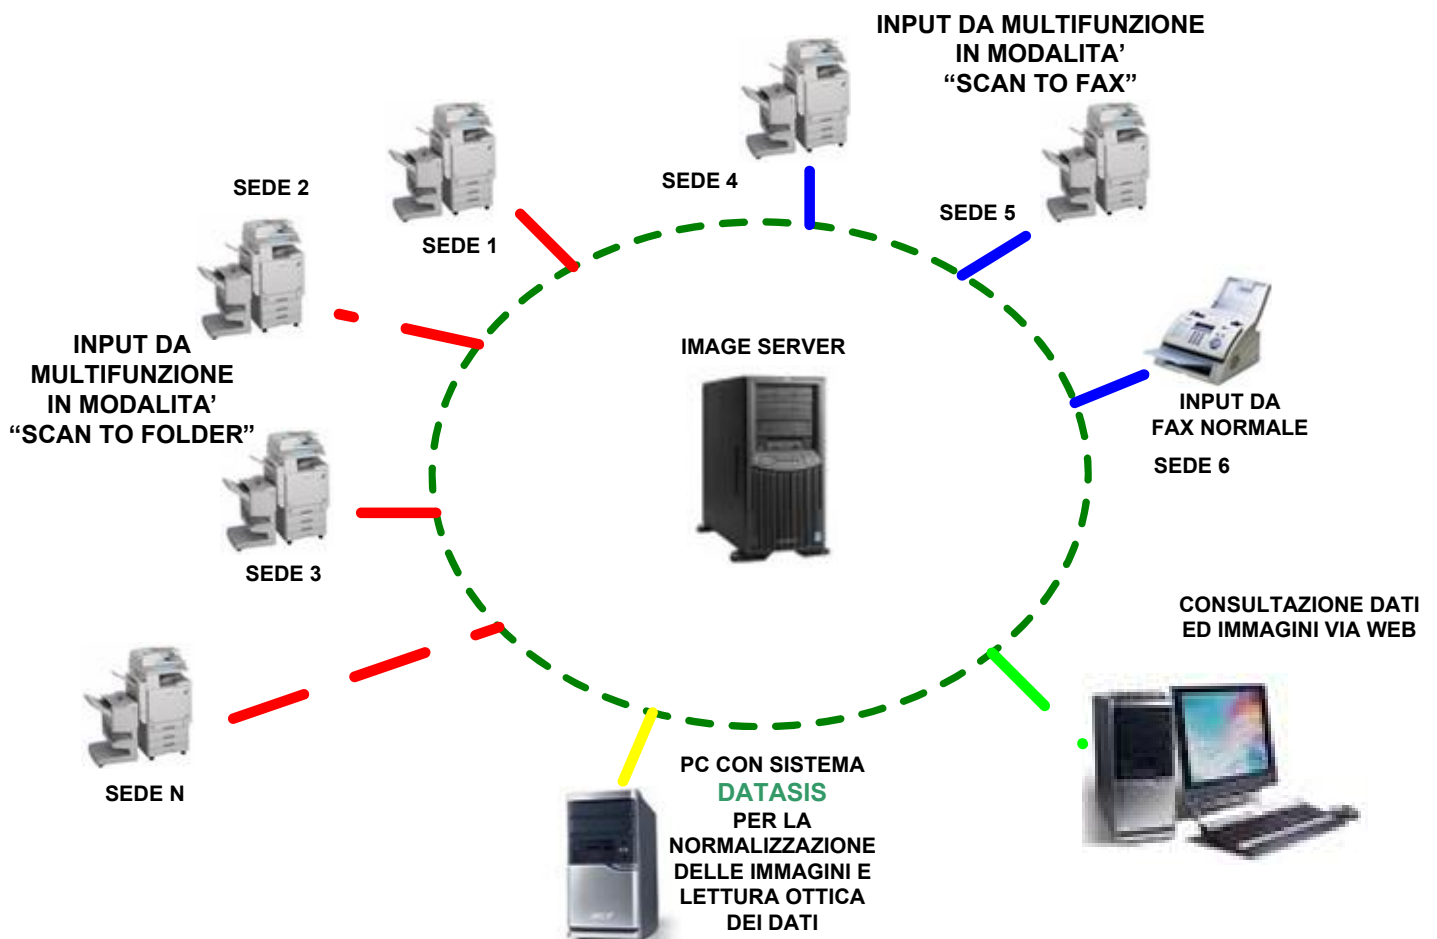 INPUT DA MULTIFUNZIONE
IN MODALITA’
“SCAN TO FAX”
SEDE 4
SEDE 5
SEDE 2
SEDE 1
INPUT DA
MULTIFUNZIONE
IN MODALITA’
“SCAN TO FOLDER”
IMAGE SERVER
INPUT DA
FAX NORMALE
SEDE 6
SEDE 3
CONSULTAZIONE DATI
ED IMMAGINI VIA WEB
SEDE N
PC CON SISTEMA
DATASIS
PER LA
NORMALIZZAZIONE
DELLE IMMAGINI E
LETTURA OTTICA
DEI DATI